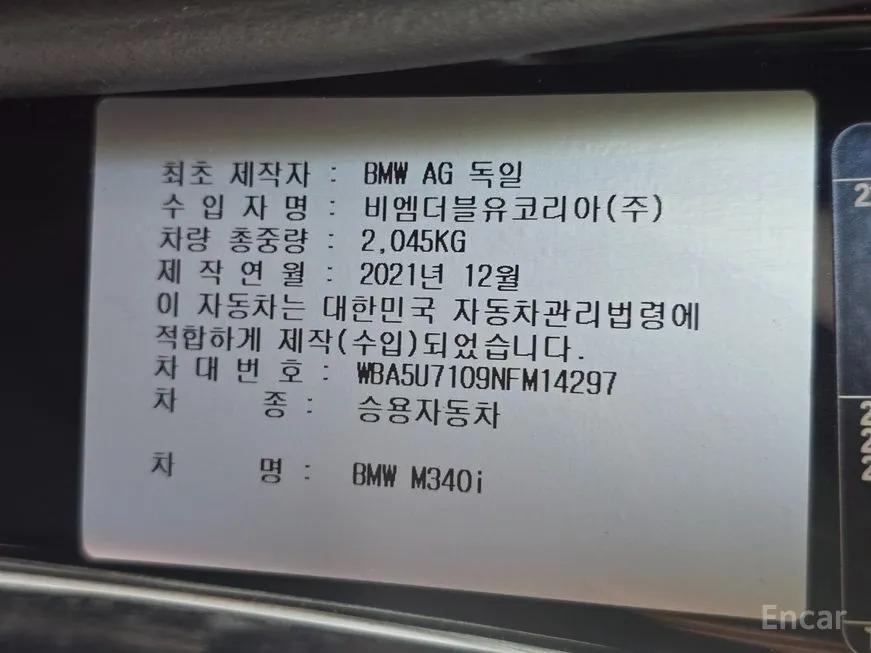 최초 제작자 : BMW AG 독일
수 입 자 명 : 비엠더블유코리아(주)
차량 총중량 : 2,045KG
제 작 연 월 : 2021년 12월
이 자동차는 대한민국 자동차관리법령에
적합하게 제작(수입)되었습니다.
차 대 번 호 : WBA5U7109NFM14297
차 종 : 승용자동차
차 명 : BMW M340i
Encar